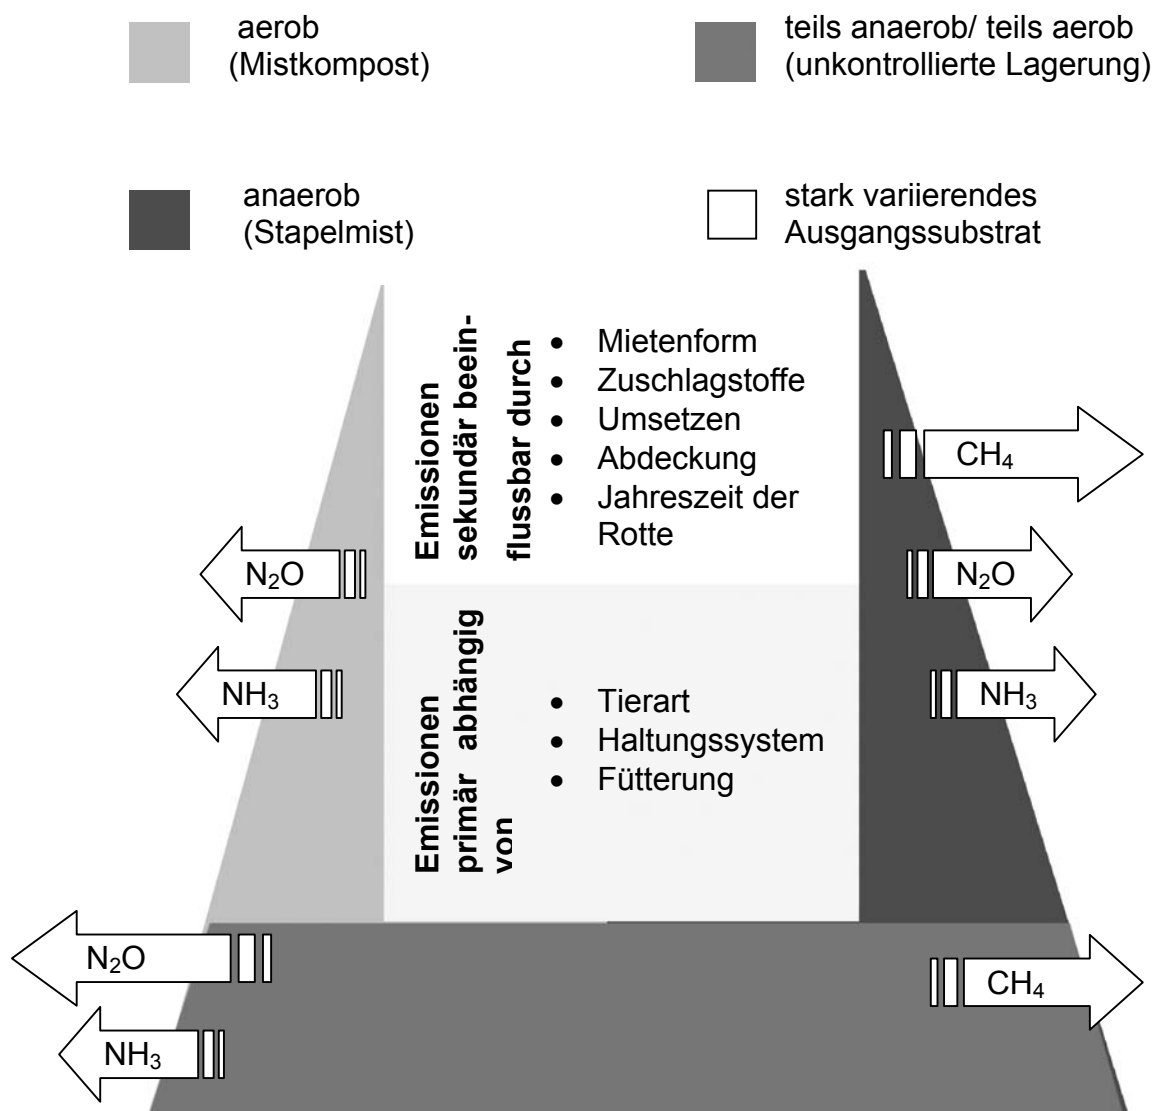 aerob
(Mistkompost)
teils anaerob/ teils aerob
(unkontrollierte Lagerung)
anaerob
(Stapelmist)
stark variierendes
Ausgangssubstrat
Emissionen
sekundär beein-
flussbar durch
• Mietenform
• Zuschlagstoffe
• Umsetzen
• Abdeckung
• Jahreszeit der
Rotte
CH₄
N₂O
N₂O
NH₃
NH₃
Emissionen
primär abhängig
von
• Tierart
• Haltungssystem
• Fütterung
N₂O
CH₄
NH₃